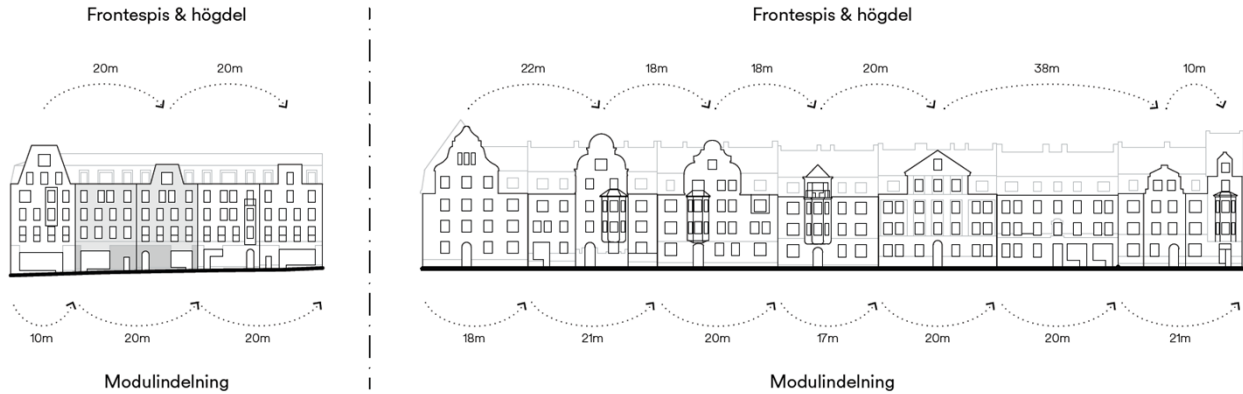 Frontespis & högdel
20m
20m
10m
20m
20m
Modulindelning
Frontespis & högdel
22m
18m
18m
20m
38m
10m
18m
21m
20m
17m
20m
20m
21m
Modulindelning